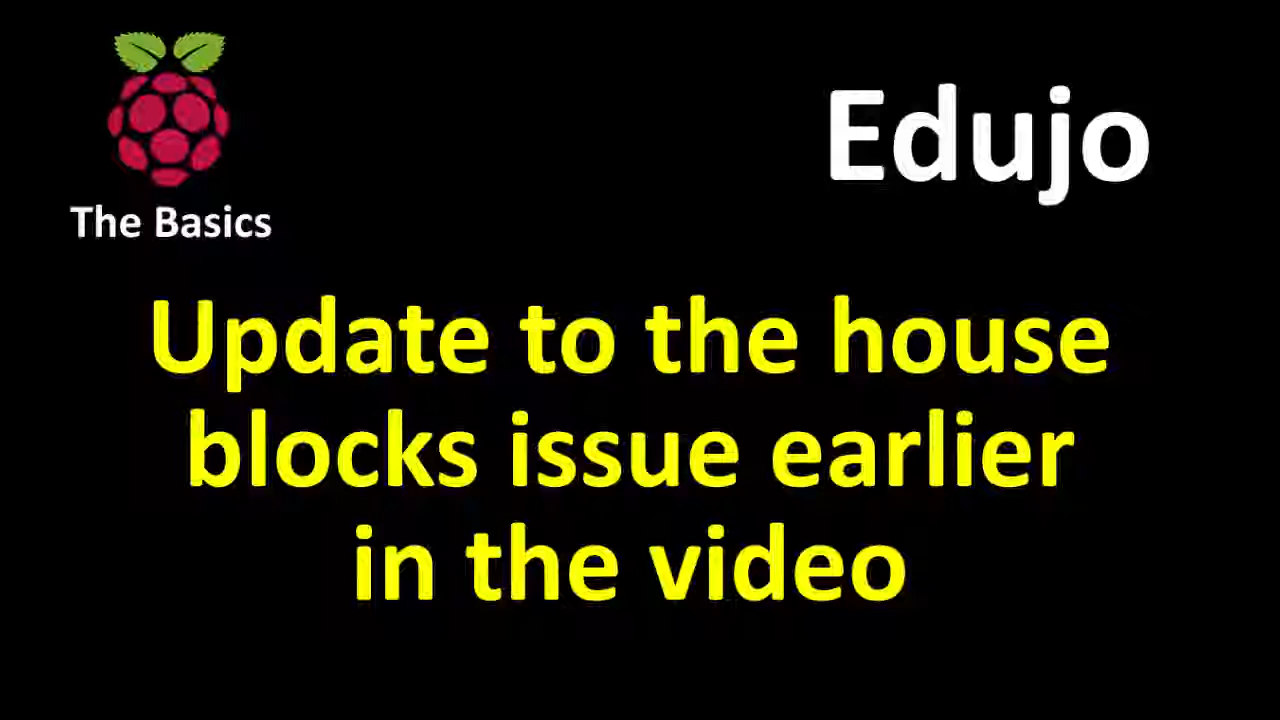 Edujo
The Basics
Update to the house
blocks issue earlier
in the video